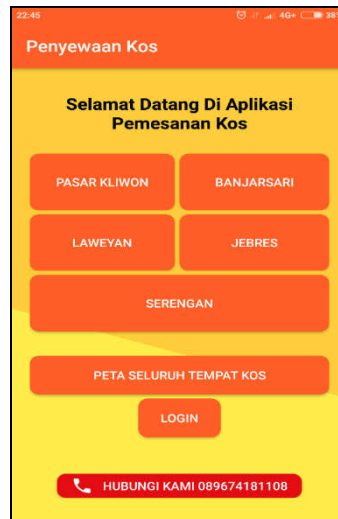 22:45 4G+ 38%
Penyewaan Kos
Selamat Datang Di Aplikasi
Pemesanan Kos
PASAR KLIWON BANJARSARI
LAWEYAN JEBRES
SERENGAN
PETA SELURUH TEMPAT KOS
LOGIN
HUBUNGI KAMI 089674181108